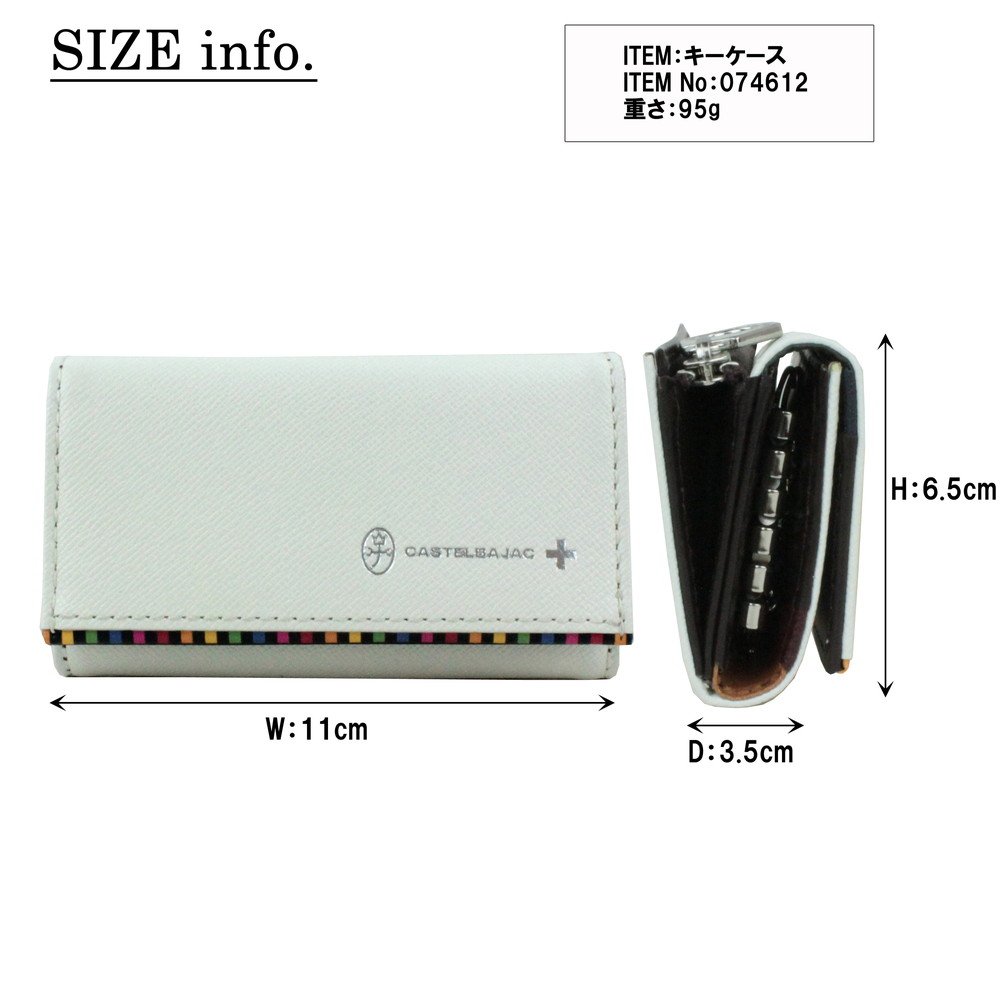 SIZE info.
ITEM:キーケース
ITEM No:074612
重さ:95g
CASTELBAJAC
H:6.5cm
W:11cm
D:3.5cm